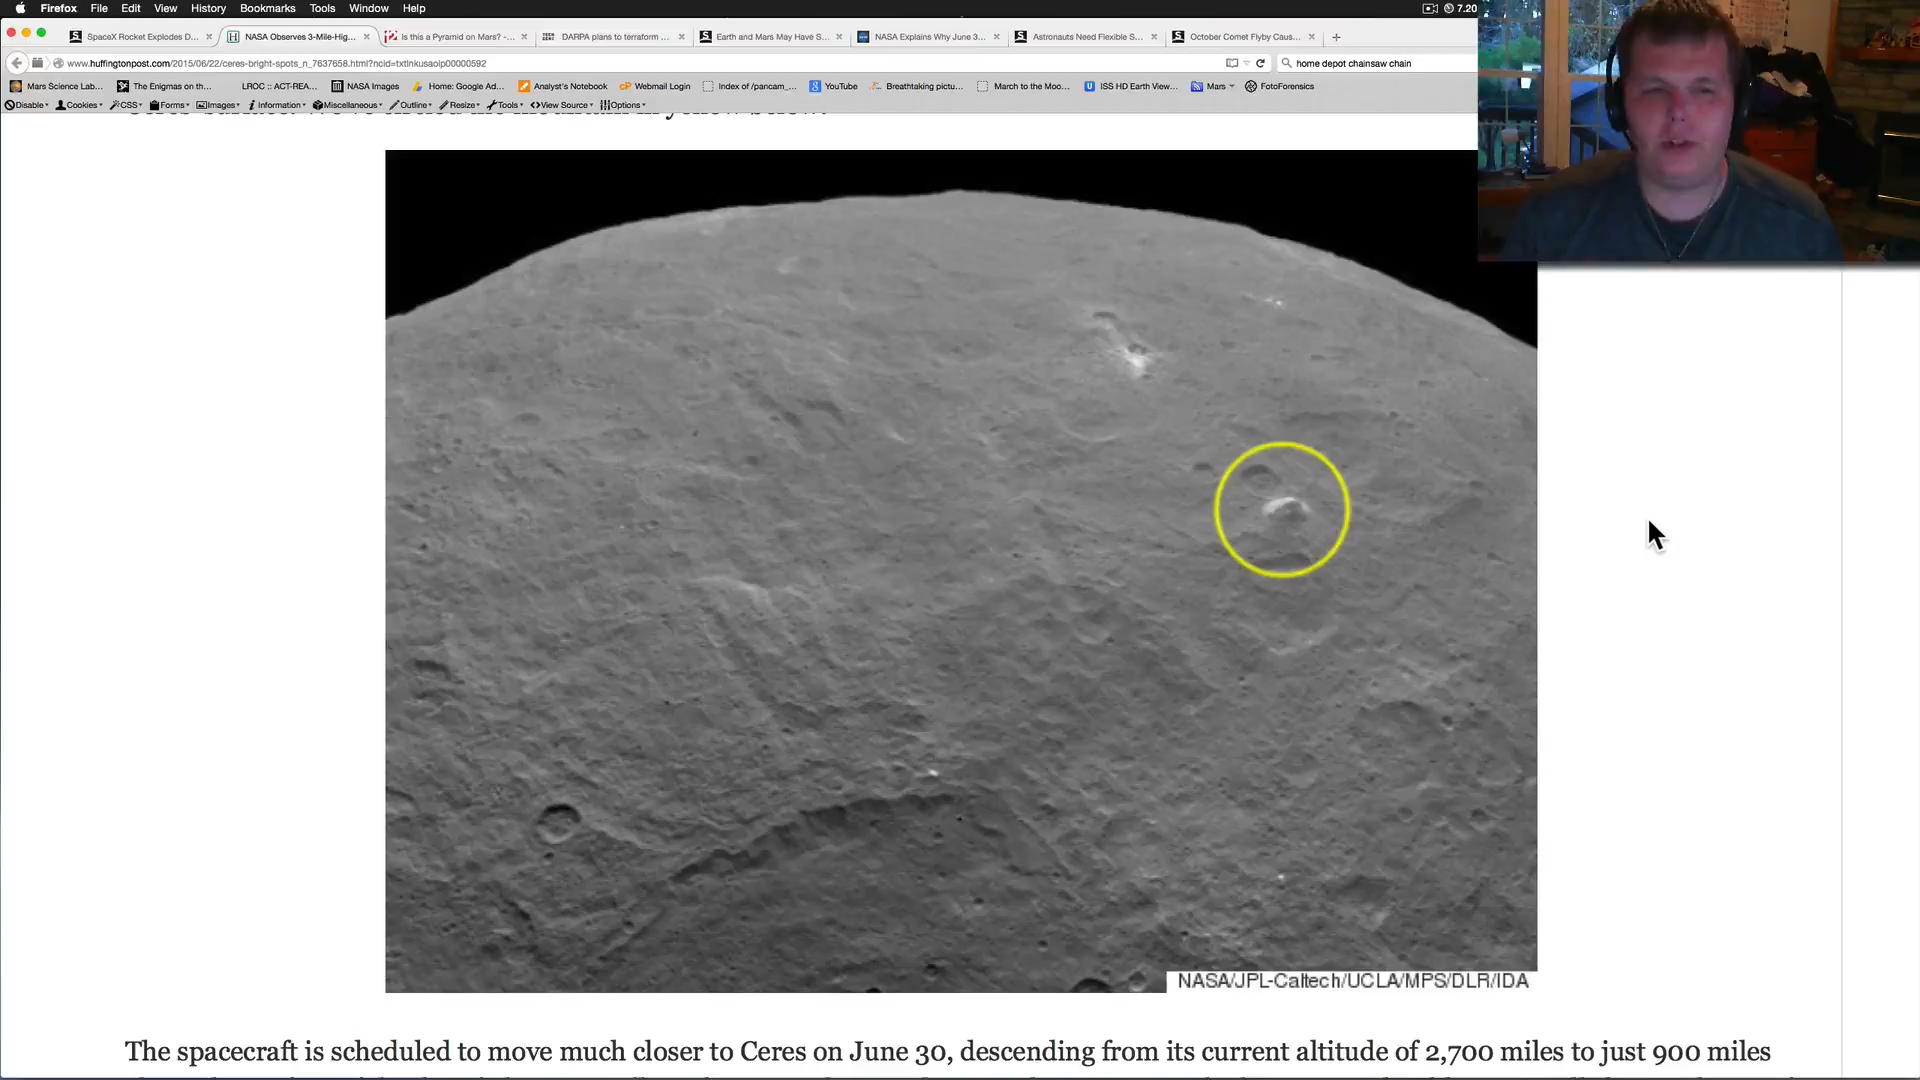 Firefox File Edit View History Bookmarks Tools Window Help 7.20
SpaceX Rocket Explodes D... NASA Observes 3-Mile-Hig... Is this a Pyramid on Mars? -... DARPA plans to terraform ... Earth and Mars May Have S... NASA Explains Why June 3... Astronauts Need Flexible S... October Comet Flyby Caus...
www.huffingtonpost.com/2015/06/22/ceres-bright-spots_n_7637658.html?ncid=txtlnkusaolp00000592 home depot chainsaw chain
Mars Science Lab... The Enigmas on th... LROC :: ACT-REA... NASA Images Home: Google Ad... Analyst's Notebook Webmail Login Index of /pancam_... YouTube Breathtaking pictu... March to the Moo... ISS HD Earth View... Mars FotoForensics
Disable Cookies CSS Forms Images Information Miscellaneous Outline Resize Tools View Source Options
NASA/JPL-Caltech/UCLA/MPS/DLR/IDA
The spacecraft is scheduled to move much closer to Ceres on June 30, descending from its current altitude of 2,700 miles to just 900 miles